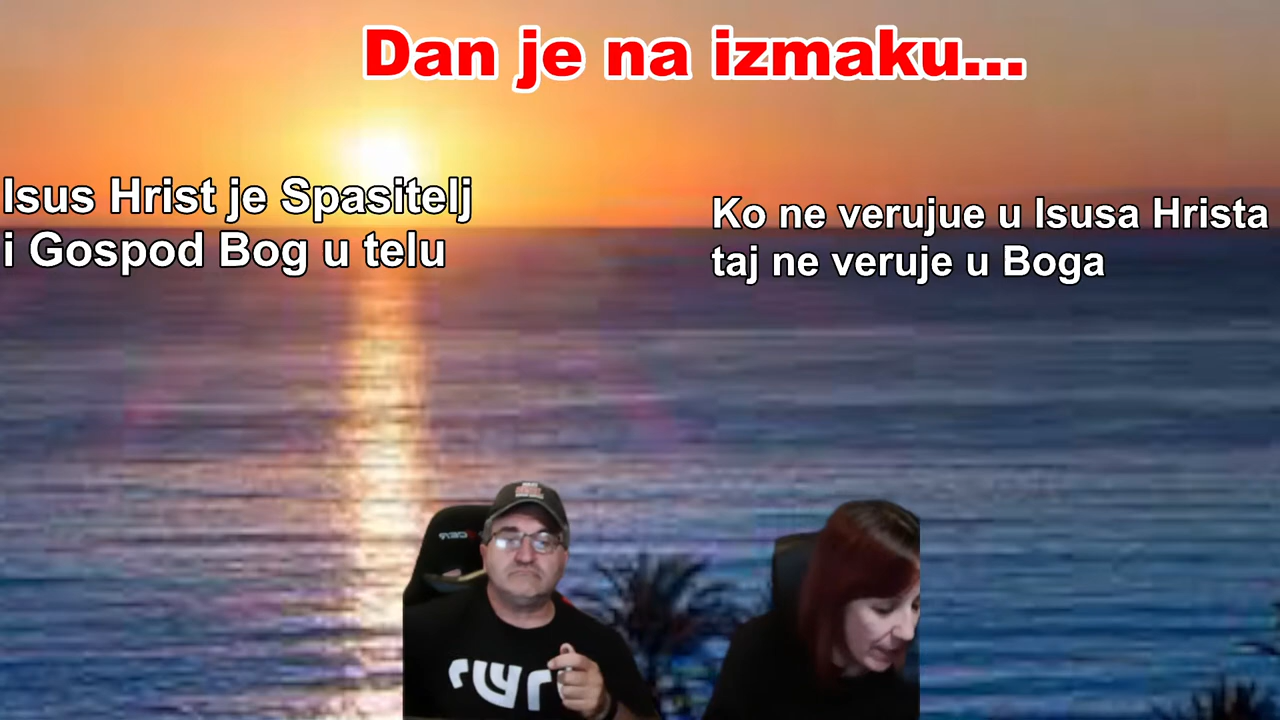 Dan je na izmaku...
Isus Hrist je Spasitelj
i Gospod Bog u telu
Ko ne verujue u Isusa Hrista
taj ne veruje u Boga